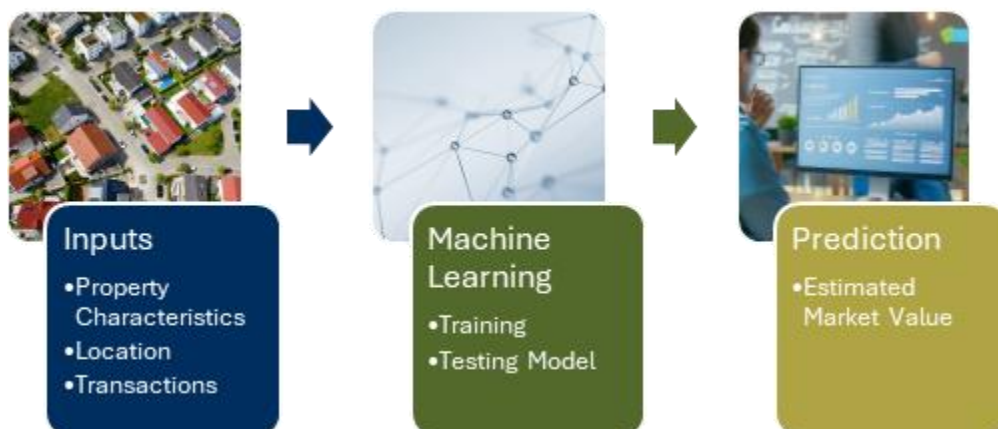 Inputs
•Property
Characteristics
•Location
•Transactions
Machine
Learning
•Training
•Testing Model
Prediction
•Estimated
Market Value